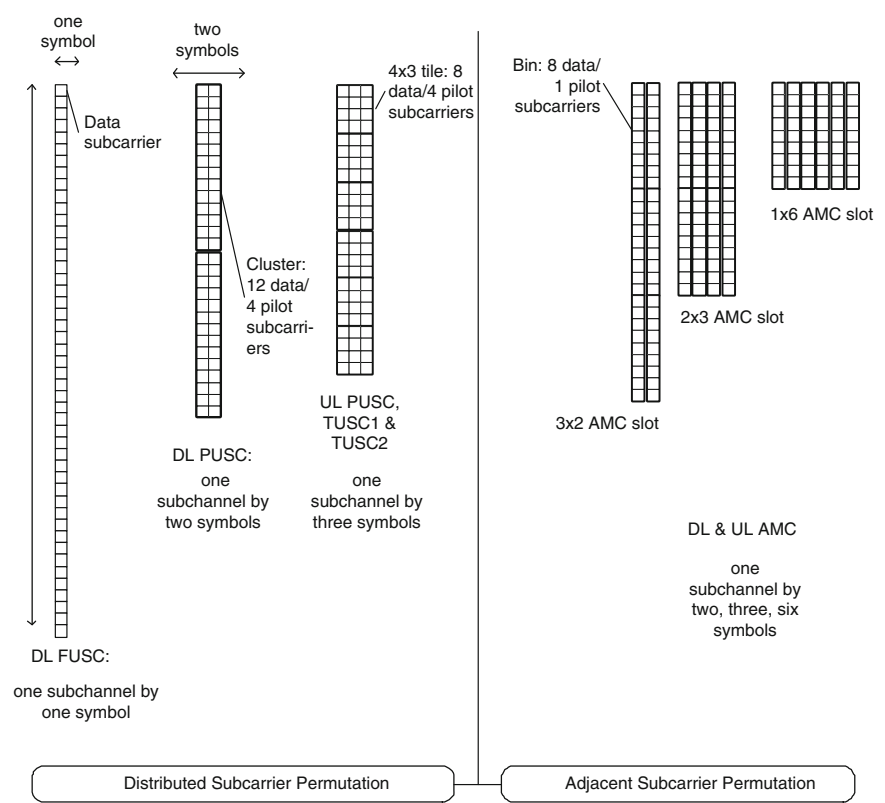 one
symbol
two
symbols
Data
subcarrier
Cluster:
12 data/
4 pilot
subcarri-
ers
4x3 tile: 8
data/4 pilot
subcarriers
Bin: 8 data/
1 pilot
subcarriers
1x6 AMC slot
2x3 AMC slot
3x2 AMC slot
UL PUSC,
TUSC1 &
TUSC2
one
subchannel by
three symbols
DL PUSC:
one
subchannel by
two symbols
DL & UL AMC
one
subchannel by
two, three, six
symbols
DL FUSC:
one subchannel by
one symbol
Distributed Subcarrier Permutation
Adjacent Subcarrier Permutation